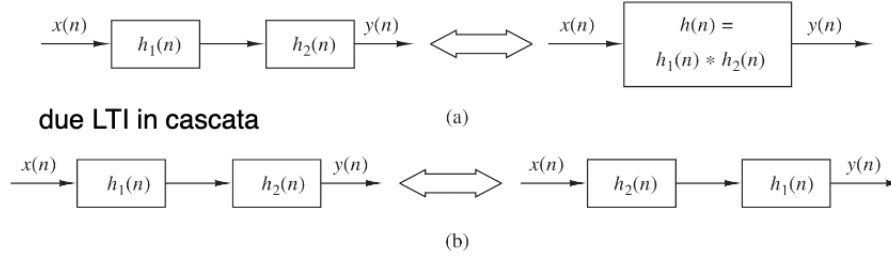 x(n) h₁(n) h₂(n) y(n) x(n) h(n) = y(n)
h₁(n) * h₂(n)
(a)
due LTI in cascata
x(n) h₁(n) h₂(n) y(n) x(n) h₂(n) h₁(n) y(n)
(b)